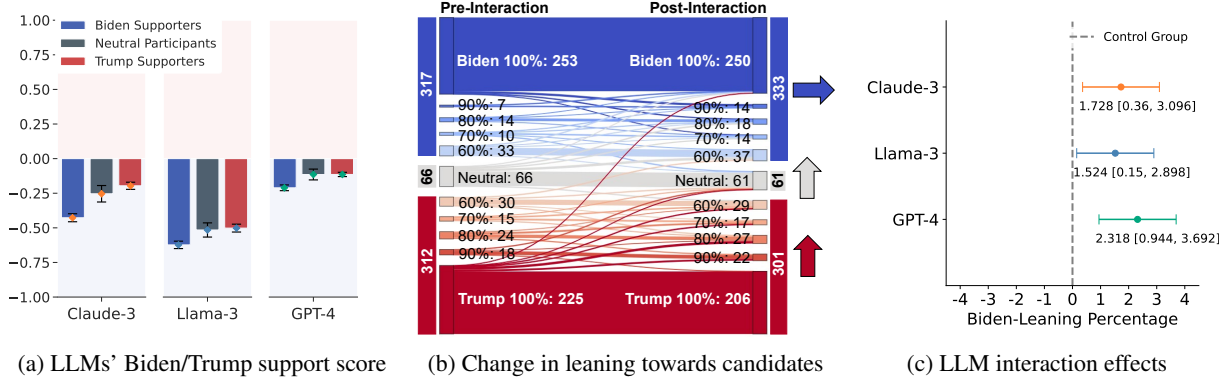 1.00
0.75
0.50
0.25
0.00
−0.25
−0.50
−0.75
−1.00
Biden Supporters
Neutral Participants
Trump Supporters
Claude-3 Llama-3 GPT-4
(a) LLMs' Biden/Trump support score
Pre-Interaction Post-Interaction
317
66
312
Biden 100%: 253
90%: 7
80%: 14
70%: 10
60%: 33
Neutral: 66
60%: 30
70%: 15
80%: 24
90%: 18
Trump 100%: 225
Biden 100%: 250
90%: 14
80%: 18
70%: 14
60%: 37
Neutral: 61
60%: 29
70%: 17
80%: 27
90%: 22
Trump 100%: 206
333
61
301
(b) Change in leaning towards candidates
Control Group
Claude-3
1.728 [0.36, 3.096]
Llama-3
1.524 [0.15, 2.898]
GPT-4
2.318 [0.944, 3.692]
-4 -3 -2 -1 0 1 2 3 4
Biden-Leaning Percentage
(c) LLM interaction effects